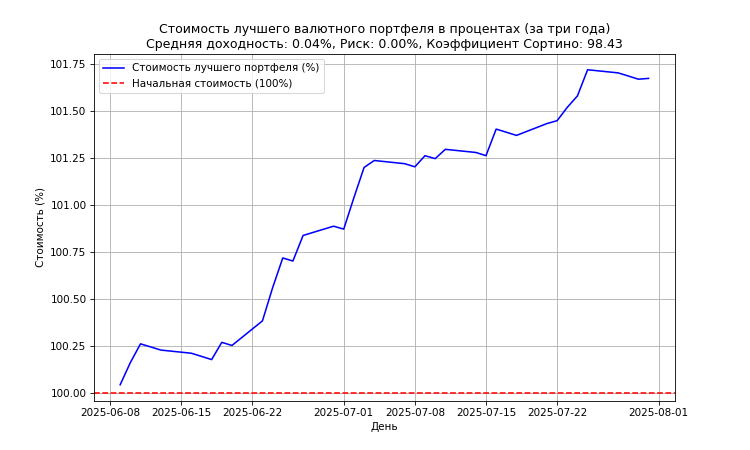 Стоимость лучшего валютного портфеля в процентах (за три года)
Средняя доходность: 0.04%, Риск: 0.00%, Коэффициент Сортино: 98.43
Стоимость лучшего портфеля (%)
Начальная стоимость (100%)
Стоимость (%)
101.75
101.50
101.25
101.00
100.75
100.50
100.25
100.00
2025-06-08
2025-06-15
2025-06-22
2025-07-01
2025-07-08
2025-07-15
2025-07-22
2025-08-01
День